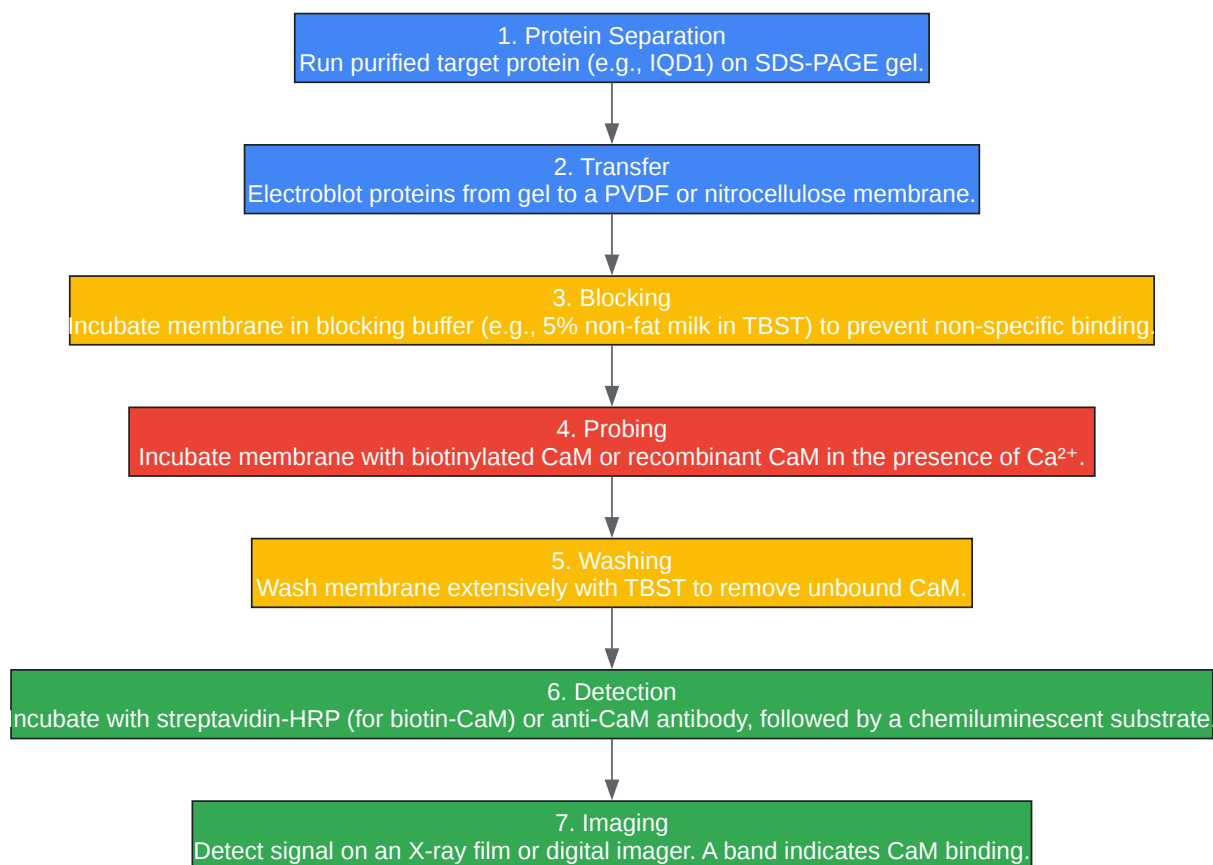 1. Protein Separation
Run purified target protein (e.g., IQD1) on SDS-PAGE gel.
2. Transfer
Electroblot proteins from gel to a PVDF or nitrocellulose membrane.
3. Blocking
Incubate membrane in blocking buffer (e.g., 5% non-fat milk in TBST) to prevent non-specific binding.
4. Probing
Incubate membrane with biotinylated CaM or recombinant CaM in the presence of Ca²⁺.
5. Washing
Wash membrane extensively with TBST to remove unbound CaM.
6. Detection
Incubate with streptavidin-HRP (for biotin-CaM) or anti-CaM antibody, followed by a chemiluminescent substrate.
7. Imaging
Detect signal on an X-ray film or digital imager. A band indicates CaM binding.